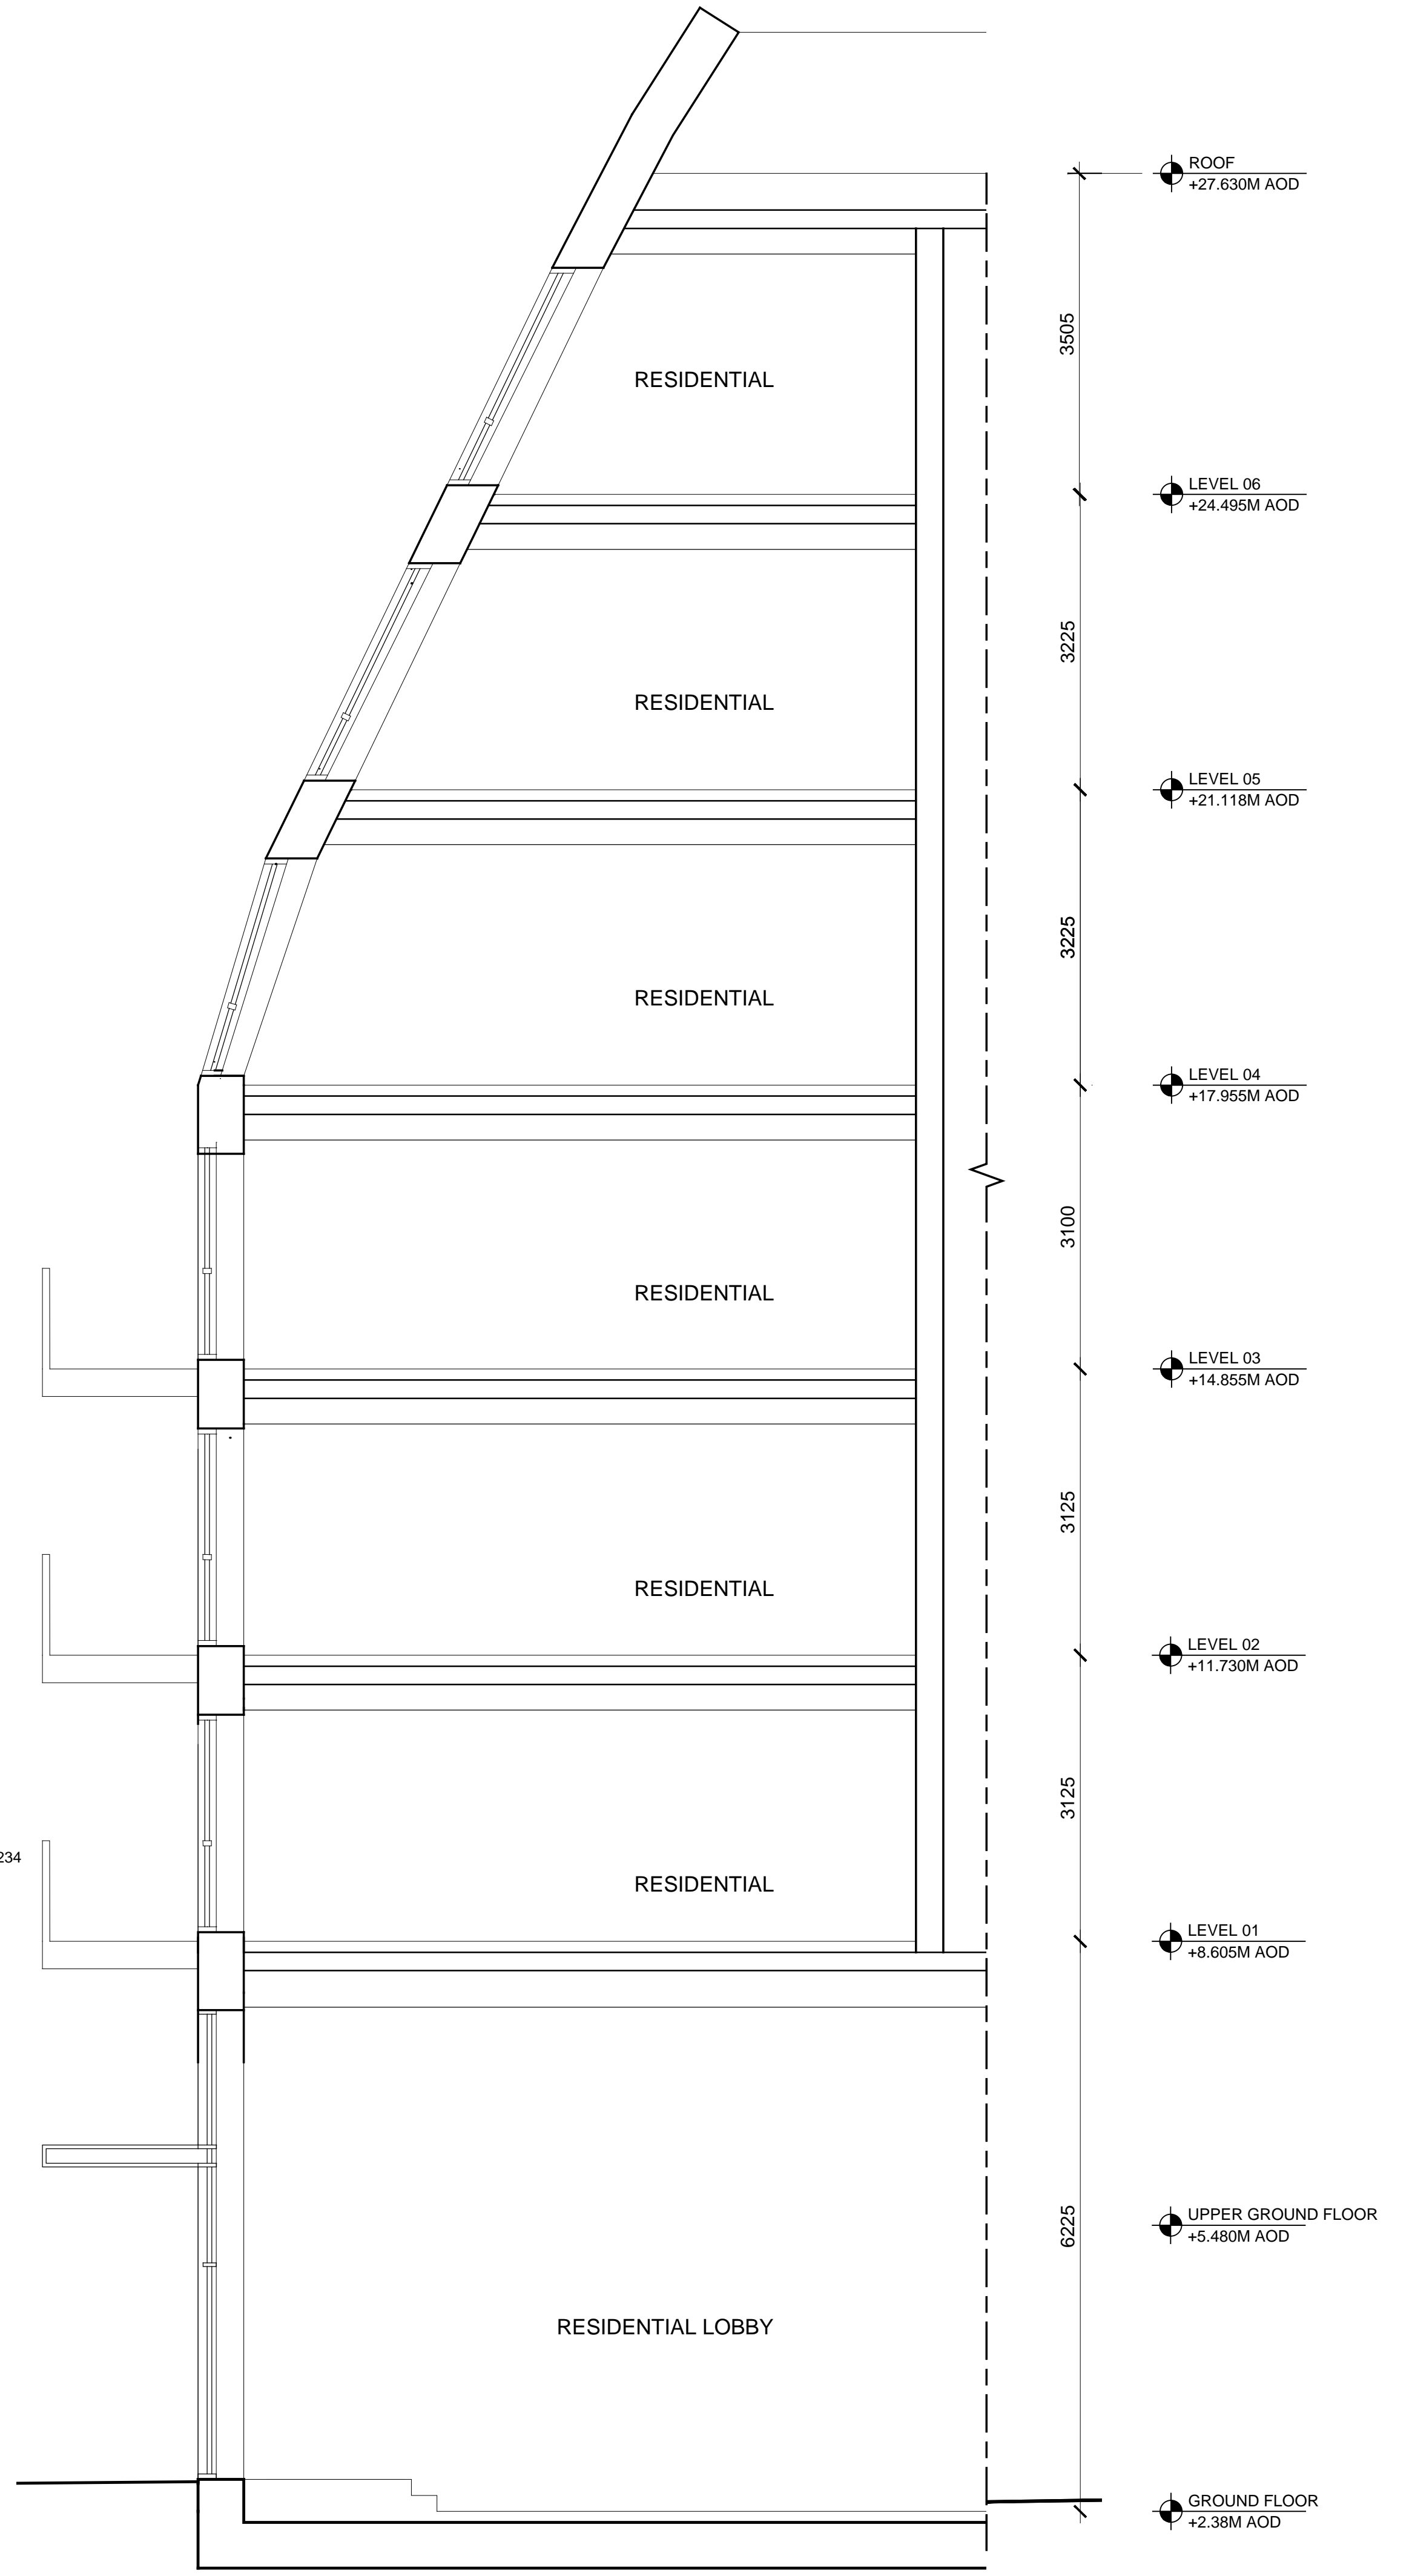 ROOF
+27.630M AOD
3505
RESIDENTIAL
LEVEL 06
+24.495M AOD
3225
RESIDENTIAL
LEVEL 05
+21.118M AOD
3225
RESIDENTIAL
LEVEL 04
+17.955M AOD
3100
RESIDENTIAL
LEVEL 03
+14.855M AOD
3125
RESIDENTIAL
LEVEL 02
+11.730M AOD
3125
234
RESIDENTIAL
LEVEL 01
+8.605M AOD
UPPER GROUND FLOOR
+5.480M AOD
6225
RESIDENTIAL LOBBY
GROUND FLOOR
+2.38M AOD